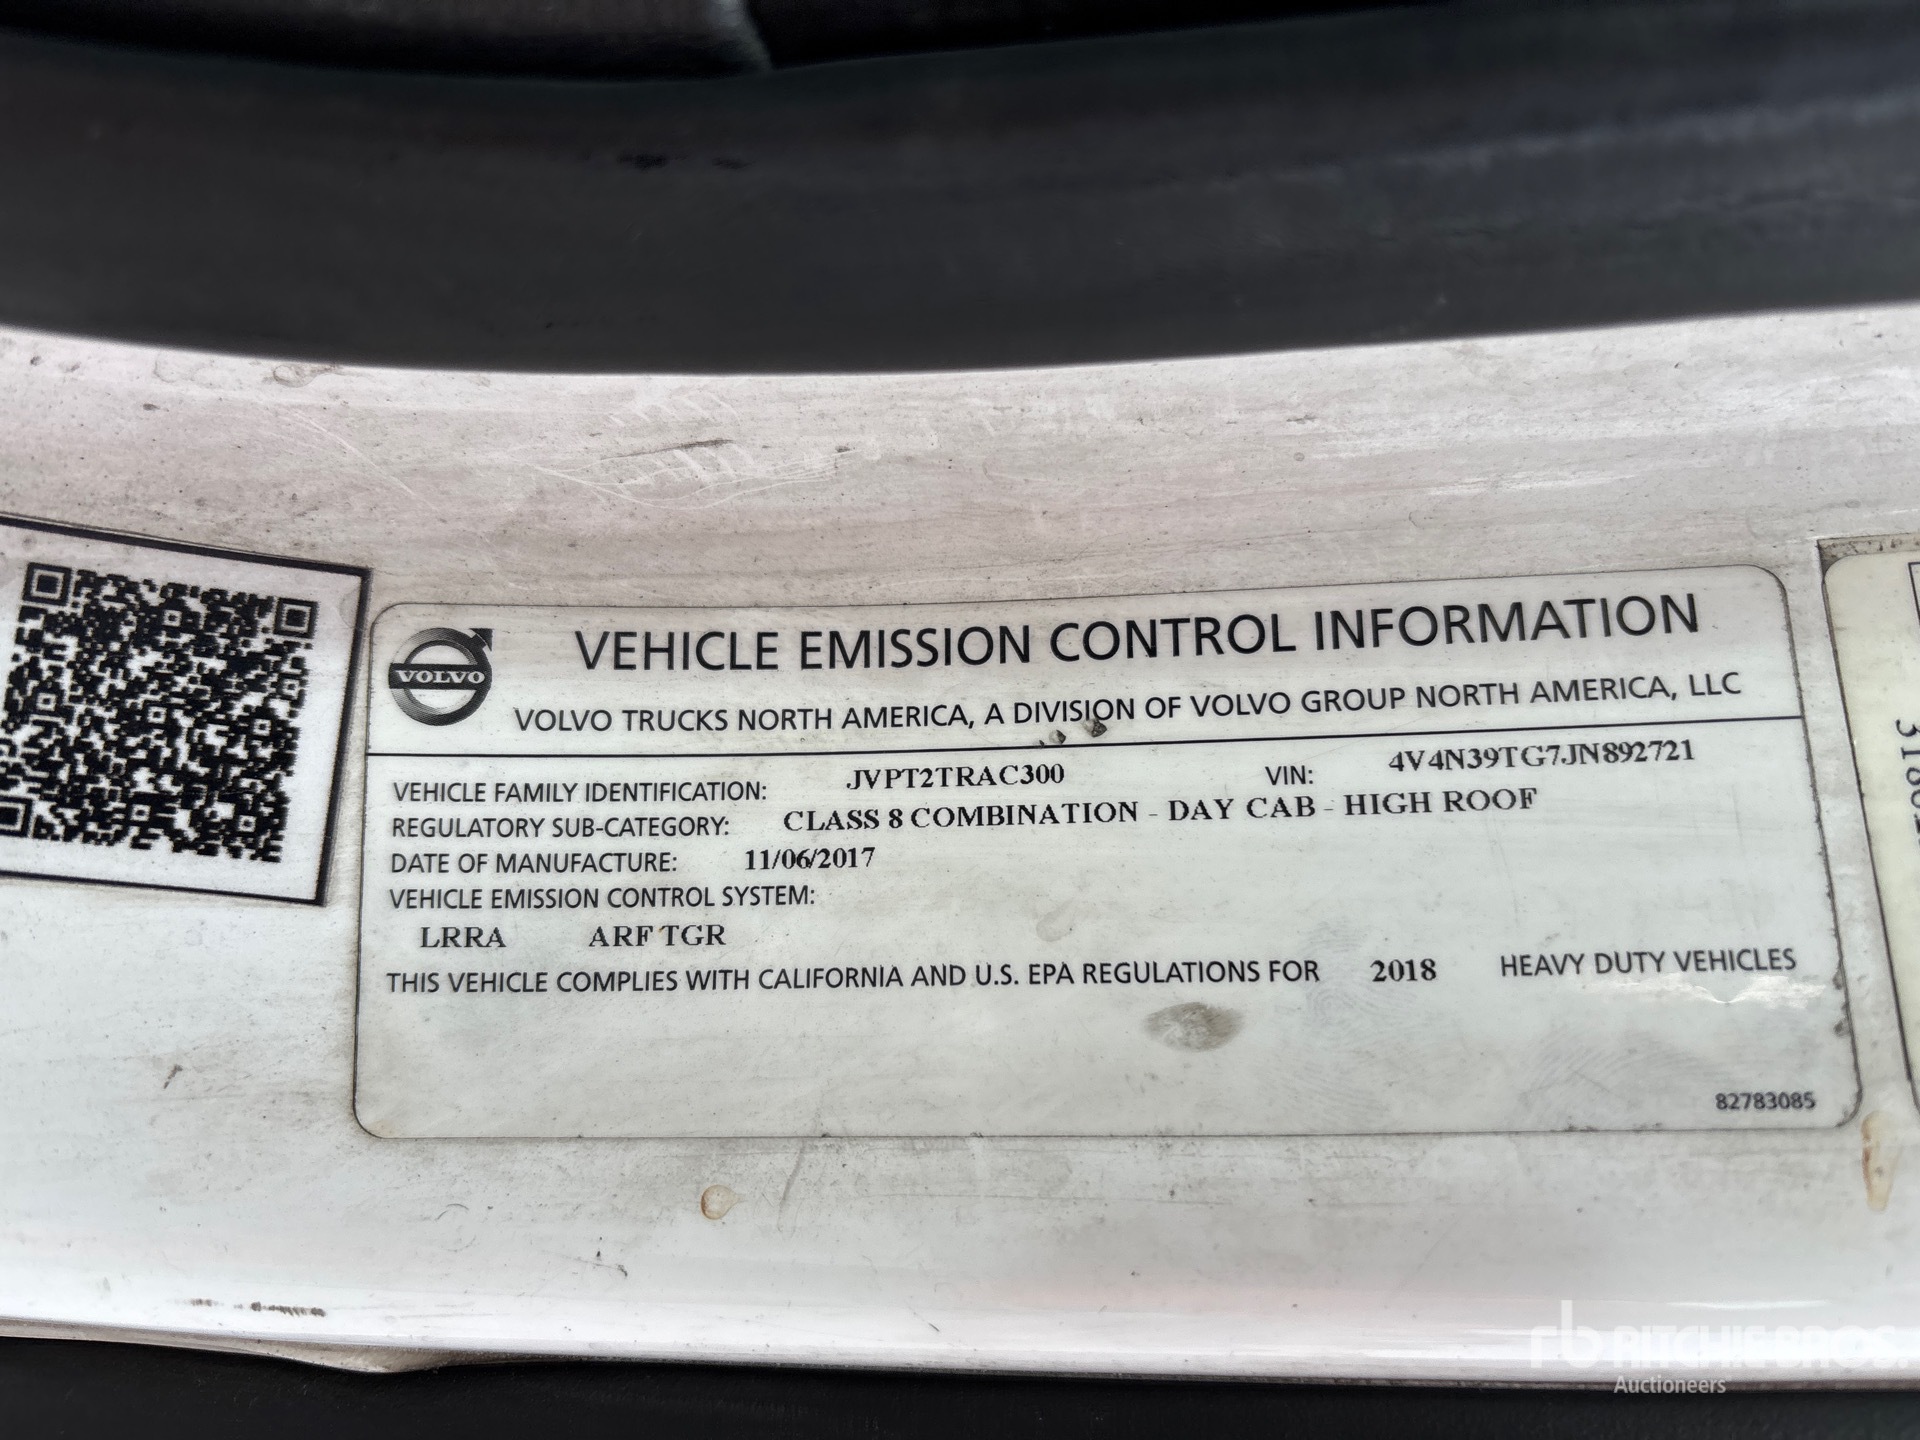 VOLVO
VEHICLE EMISSION CONTROL INFORMATION
VOLVO TRUCKS NORTH AMERICA, A DIVISION OF VOLVO GROUP NORTH AMERICA, LLC
VEHICLE FAMILY IDENTIFICATION: JVPT2TRAC300 VIN: 4V4N39TG7JN892721
REGULATORY SUB-CATEGORY: CLASS 8 COMBINATION - DAY CAB - HIGH ROOF
DATE OF MANUFACTURE: 11/06/2017
VEHICLE EMISSION CONTROL SYSTEM:
LRRA ARF TGR
THIS VEHICLE COMPLIES WITH CALIFORNIA AND U.S. EPA REGULATIONS FOR 2018 HEAVY DUTY VEHICLES
82783085
rb RITCHIE BROS.
Auctioneers